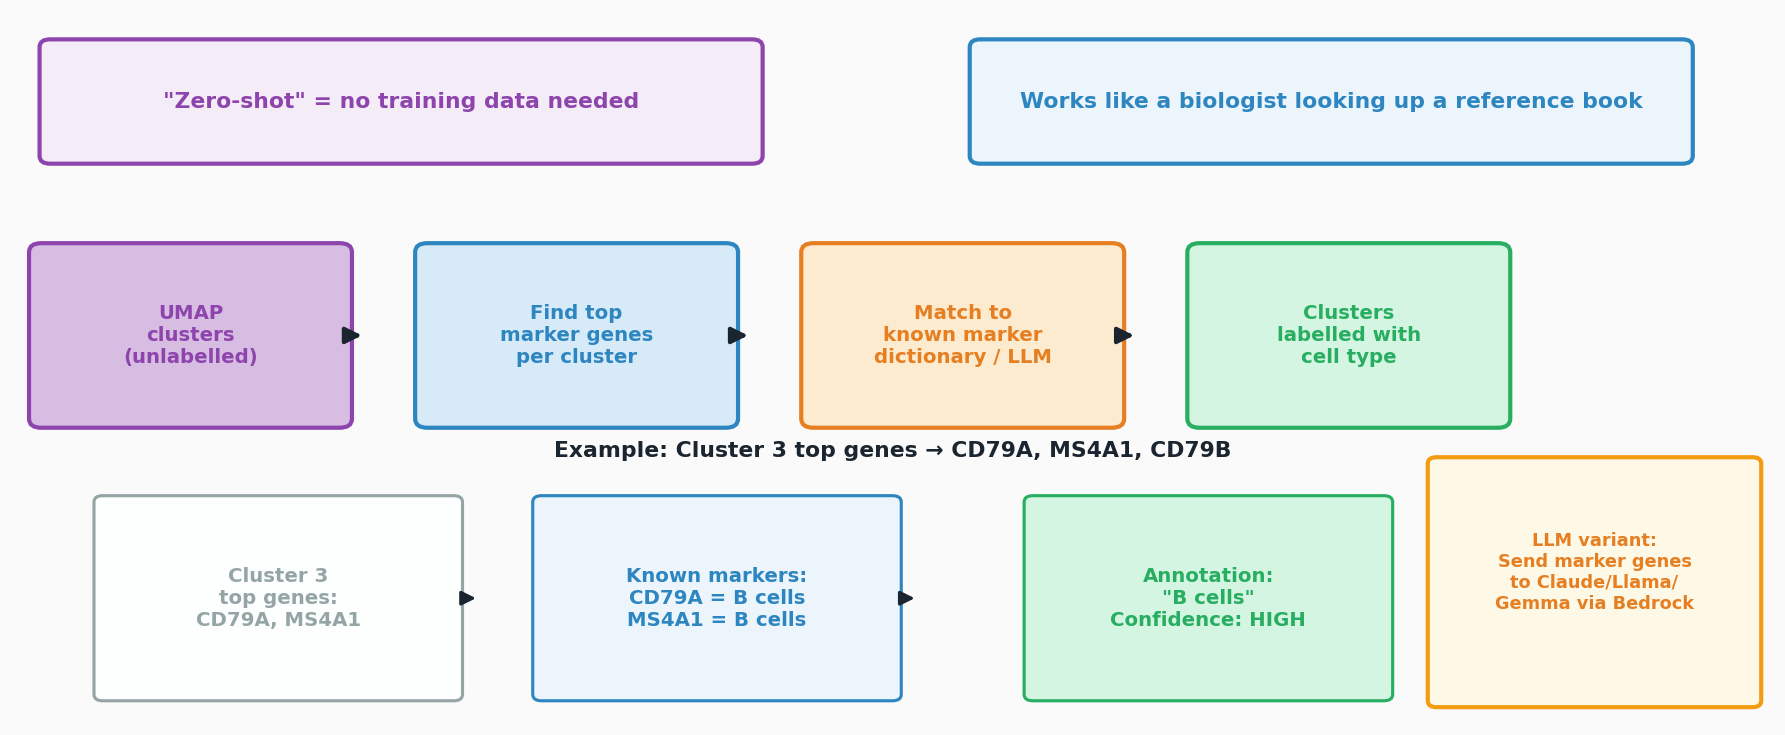 "Zero-shot" = no training data needed
Works like a biologist looking up a reference book
UMAP
clusters
(unlabelled)
Find top
marker genes
per cluster
Match to
known marker
dictionary / LLM
Clusters
labelled with
cell type
Example: Cluster 3 top genes → CD79A, MS4A1, CD79B
Cluster 3
top genes:
CD79A, MS4A1
Known markers:
CD79A = B cells
MS4A1 = B cells
Annotation:
"B cells"
Confidence: HIGH
LLM variant:
Send marker genes
to Claude/Llama/
Gemma via Bedrock